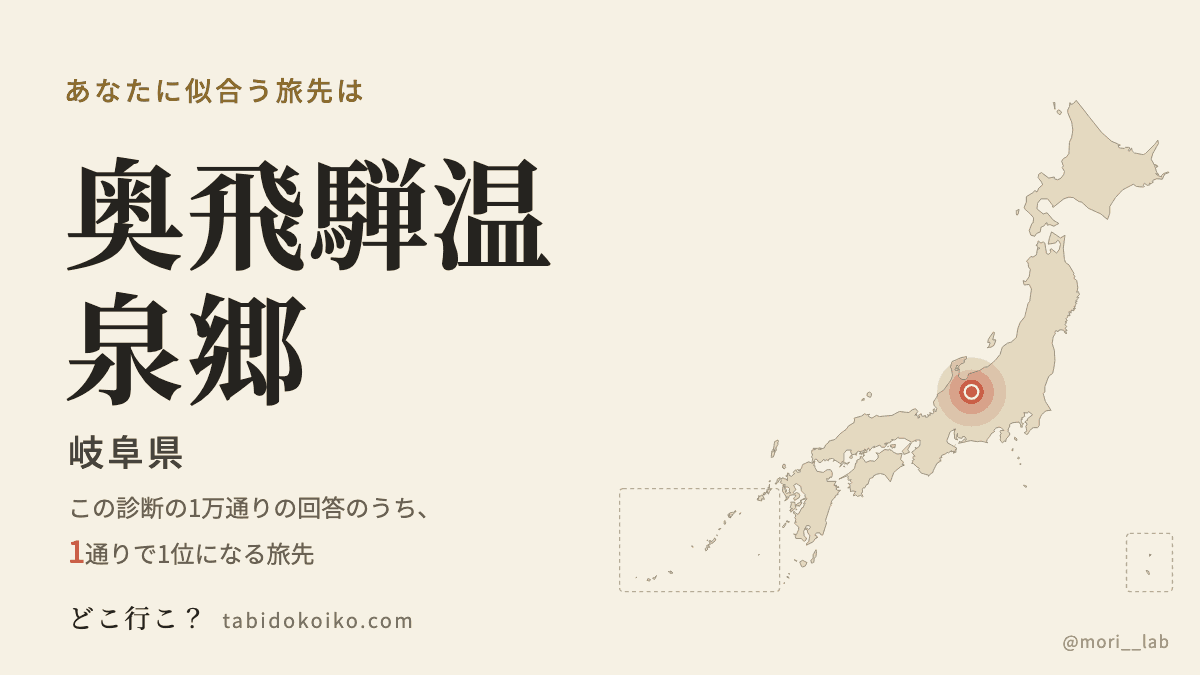 あなたに似合う旅先は
奥飛騨温
泉郷
岐阜県
この診断の1万通りの回答のうち、
1通りで1位になる旅先
どこ行こ？ tabidokoiko.com
@mori__lab